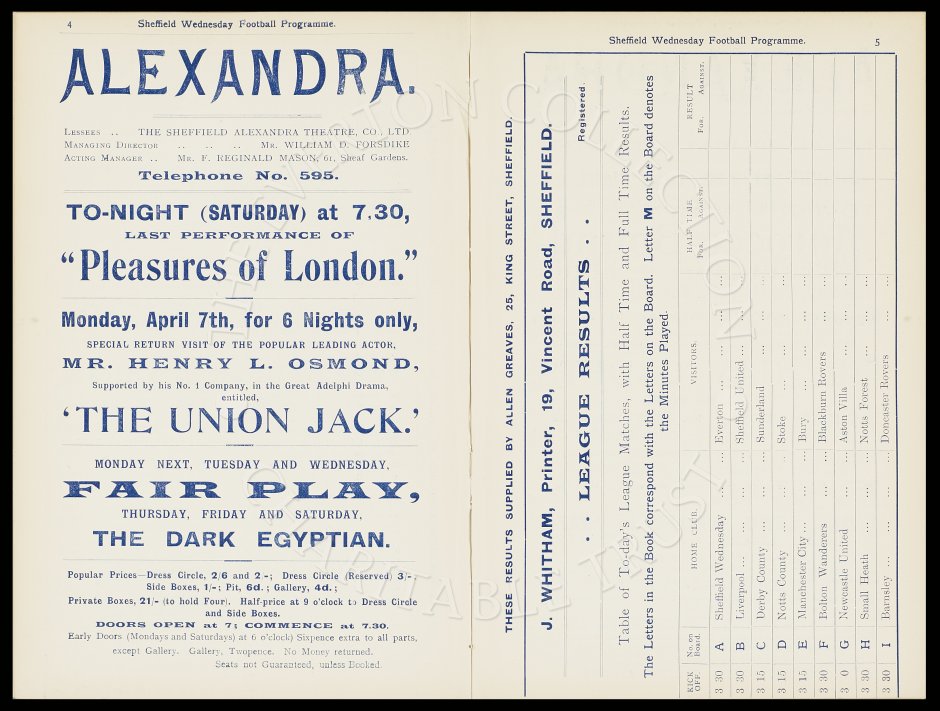 4 Sheffield Wednesday Football Programme.
ALEXANDRA.
LESSEES .. THE SHEFFIELD ALEXANDRA THEATRE, CO., LTD
MANAGING DIRECTOR .. .. .. MR. WILLIAM D. FORSDIKE
ACTING MANAGER .. MR. F. REGINALD MASON, 61, Sheaf Gardens.
Telephone No. 595.
TO-NIGHT (SATURDAY) at 7.30,
LAST PERFORMANCE OF
“Pleasures of London.”
Monday, April 7th, for 6 Nights only,
SPECIAL RETURN VISIT OF THE POPULAR LEADING ACTOR,
MR. HENRY L. OSMOND,
Supported by his No. 1 Company, in the Great Adelphi Drama,
entitled,
‘THE UNION JACK.’
MONDAY NEXT, TUESDAY AND WEDNESDAY,
FAIR PLAY,
THURSDAY, FRIDAY AND SATURDAY,
THE DARK EGYPTIAN.
Popular Prices—Dress Circle, 2/6 and 2/-; Dress Circle (Reserved) 3/-
Side Boxes, 1/-; Pit, 6d.; Gallery, 4d.;
Private Boxes, 21/- (to hold Four). Half-price at 9 o'clock to Dress Circle
and Side Boxes.
DOORS OPEN at 7; COMMENCE at 7.30.
Early Doors (Mondays and Saturdays) at 6 o'clock) Sixpence extra to all parts,
except Gallery. Gallery, Twopence. No Money returned.
Seats not Guaranteed, unless Booked.
Sheffield Wednesday Football Programme. 5
THESE RESULTS SUPPLIED BY ALLEN GREAVES, 25, KING STREET, SHEFFIELD.
J. WHITHAM, Printer, 19, Vincent Road, SHEFFIELD.
. . LEAGUE RESULTS . . Registered.
Table of To-day's League Matches, with Half Time and Full Time Results.
The Letters in the Book correspond with the Letters on the Board. Letter M on the Board denotes
the Minutes Played.
KICK OFF. No. on Board. HOME CLUB. VISITORS. HALF TIME For. Against. RESULT For. Against.
3 30 A Sheffield Wednesday ... ... Everton ... ... ...
3 30 B Liverpool ... ... ... Sheffield United ... ...
3 15 C Derby County ... ... ... Sunderland ... ...
3 15 D Notts County ... ... ... Stoke ... ... ...
3 15 E Manchester City ... ... ... Bury ... ... ...
3 30 F Bolton Wanderers ... ... Blackburn Rovers ...
3 0 G Newcastle United ... ... Aston Villa ... ...
3 30 H Small Heath ... ... ... Notts Forest ... ...
3 30 I Barnsley ... ... ... Doncaster Rovers ...
THE VARTON COLLECTION
CHARITABLE TRUST